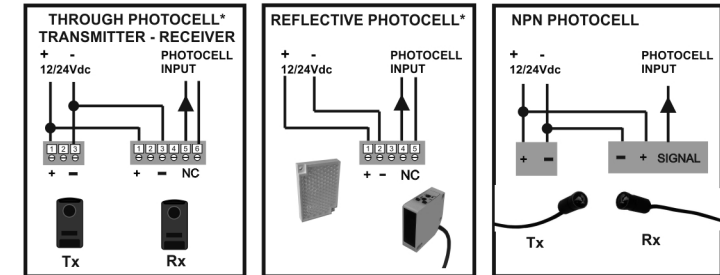 THROUGH PHOTOCELL*
TRANSMITTER - RECEIVER
+ -
12/24Vdc
PHOTOCELL
INPUT
1 2 3
1 2 3 4 5 6
+ -
+ - NC
Tx
Rx
REFLECTIVE PHOTOCELL*
+ -
12/24Vdc
PHOTOCELL
INPUT
1 2 3 4 5
+ - NC
NPN PHOTOCELL
+ -
12/24Vdc
PHOTOCELL
INPUT
+ -
- + SIGNAL
Tx
Rx